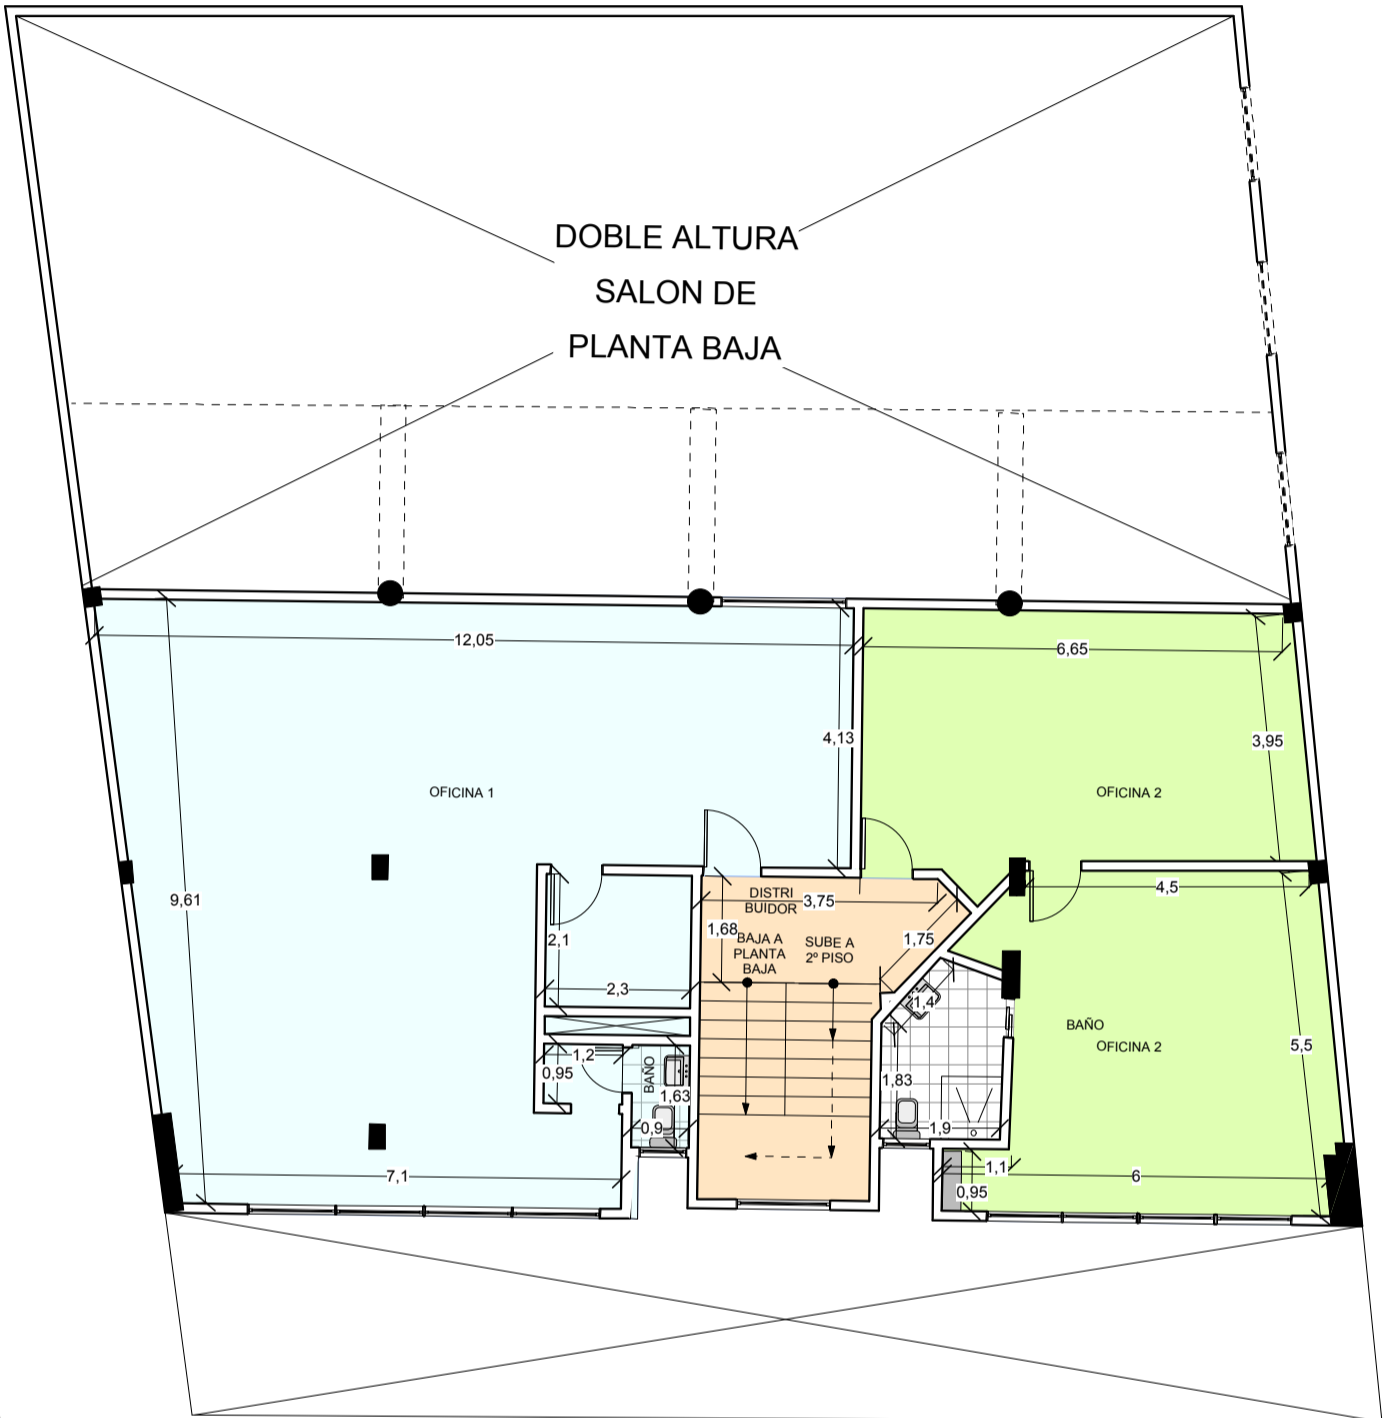 DOBLE ALTURA
SALON DE
PLANTA BAJA
12,05
6,65
4,13
3,95
OFICINA 1
OFICINA 2
9,61
4,5
DISTRI
BUIDOR
3,75
1,68
1,75
2,1
BAJA A
PLANTA
BAJA
SUBE A
2º PISO
2,3
1,4
BAÑO
OFICINA 2
5,5
1,2
0,95
BAÑO
1,63
1,83
0,9
1,9
1,1
7,1
6
0,95